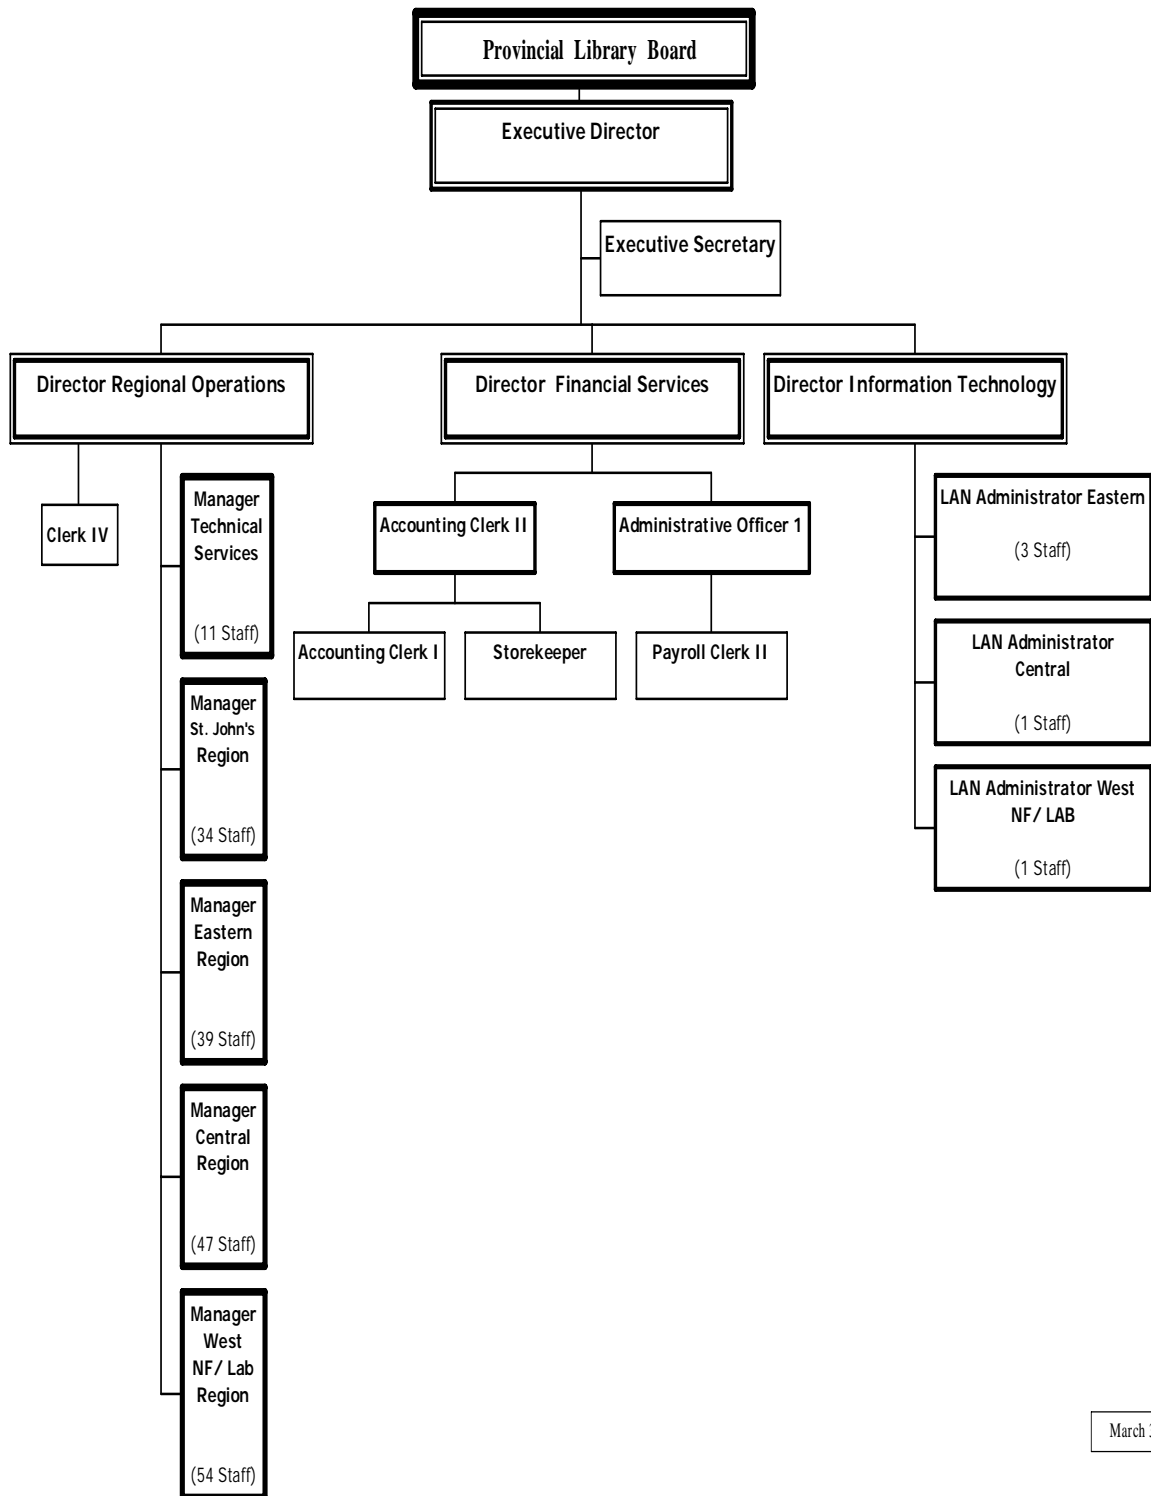 Provincial Library Board
Executive Director
Executive Secretary
Director Regional Operations
Director Financial Services
Director Information Technology
Clerk IV
Manager
Technical
Services
(11 Staff)
Manager
St. John's
Region
(34 Staff)
Manager
Eastern
Region
(39 Staff)
Manager
Central
Region
(47 Staff)
Manager
West
NF/ Lab
Region
(54 Staff)
Accounting Clerk II
Administrative Officer 1
Accounting Clerk I
Storekeeper
Payroll Clerk II
LAN Administrator Eastern
(3 Staff)
LAN Administrator
Central
(1 Staff)
LAN Administrator West
NF/ LAB
(1 Staff)
March